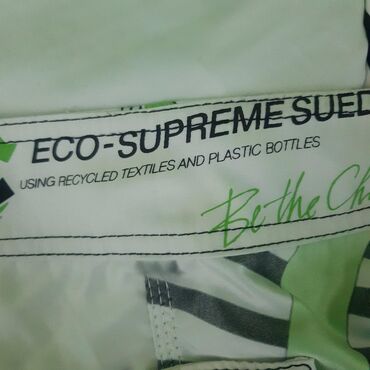 ECO-SUPREME SUED
USING RECYCLED TEXTILES AND PLASTIC BOTTLES
Be the Ch